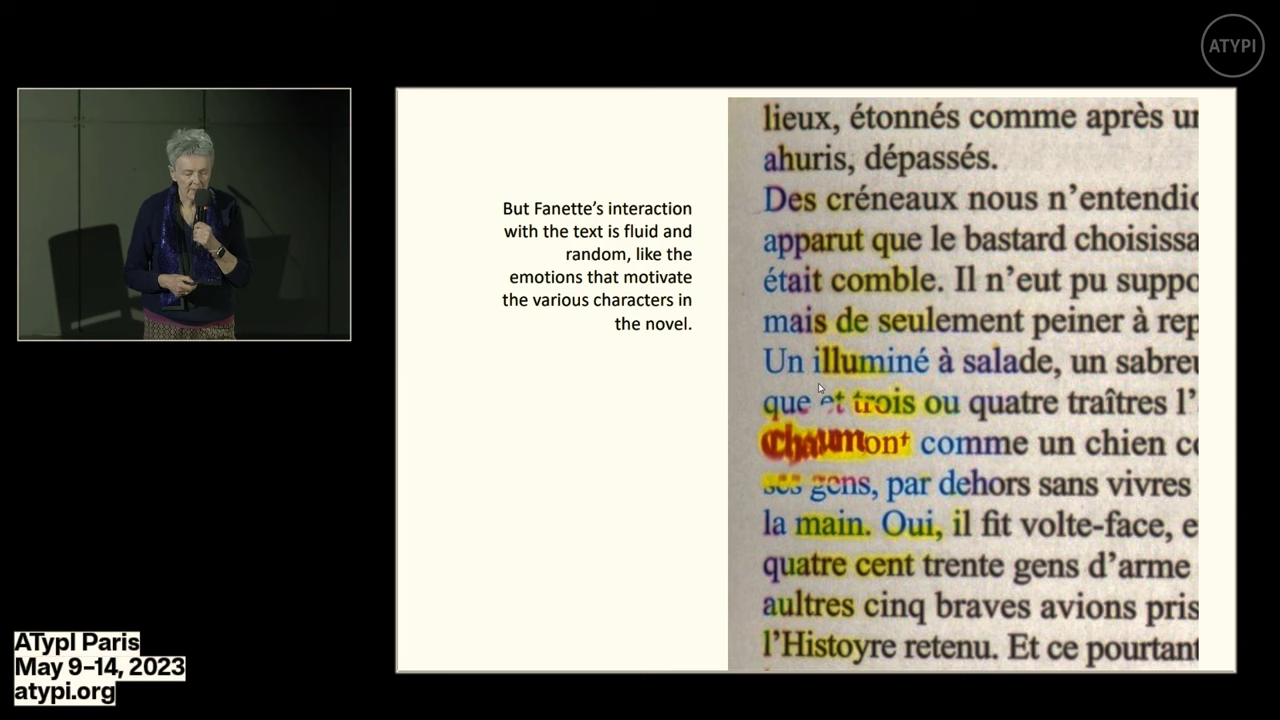 ATYPI
But Fanette’s interaction
with the text is fluid and
random, like the
emotions that motivate
the various characters in
the novel.
lieux, étonnés comme après un
ahuris, dépassés.
Des créneaux nous n’entendio
apparut que le bastard choisissa
était comble. Il n’eut pu suppo
mais de seulement peiner à rep
Un illuminé à salade, un sabreu
que et trois ou quatre traîtres l’
Chaumont comme un chien co
ses gens, par dehors sans vivres
la main. Oui, il fit volte-face, e
quatre cent trente gens d’arme
aultres cinq braves avions pris
l’Histoyre retenu. Et ce pourtant
ATypI Paris
May 9–14, 2023
atypi.org